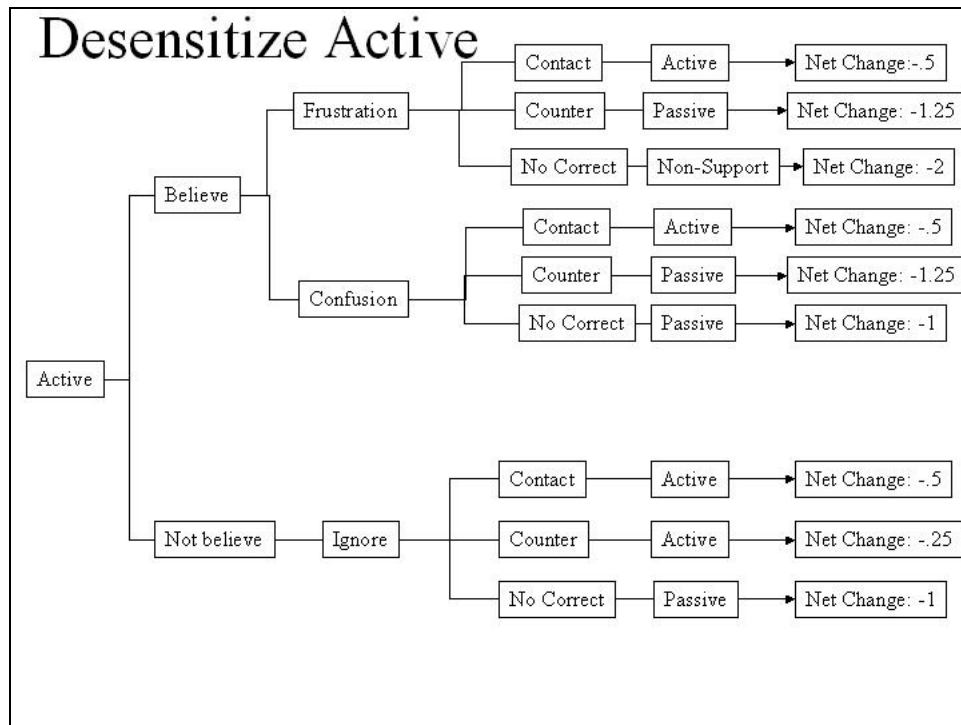 Desensitize Active
Contact Active Net Change:-.5
Frustration Counter Passive Net Change: -1.25
No Correct Non-Support Net Change: -2
Believe
Contact Active Net Change: -.5
Counter Passive Net Change: -1.25
Confusion
No Correct Passive Net Change: -1
Active
Contact Active Net Change: -.5
Not believe Ignore Counter Active Net Change: -.25
No Correct Passive Net Change: -1